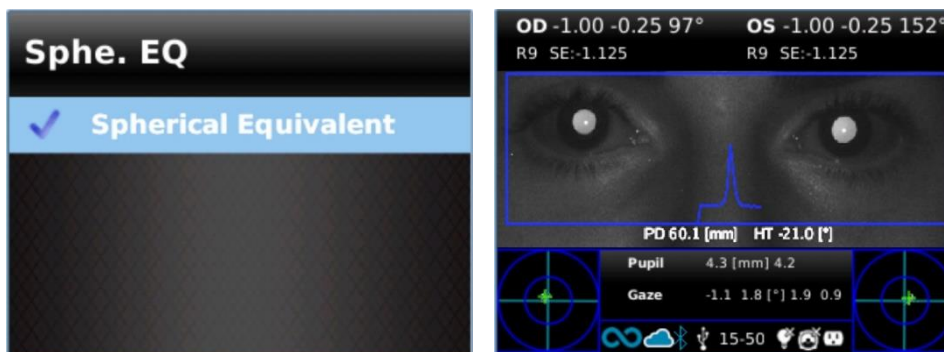 Sphe. EQ
Spherical Equivalent
OD -1.00 -0.25 97° OS -1.00 -0.25 152°
R9 SE:-1.125 R9 SE:-1.125
PD 60.1 [mm] HT -21.0 [°]
Pupil 4.3 [mm] 4.2
Gaze -1.1 1.8 [°] 1.9 0.9
15-50